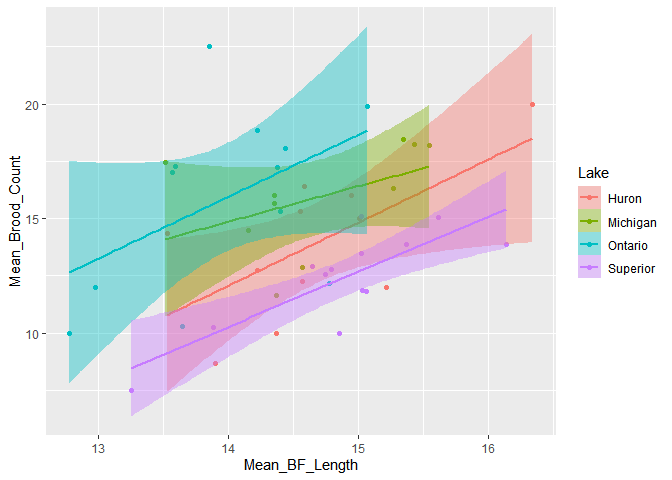 20
15
10
13
14
15
16
Mean_Brood_Count
Mean_BF_Length
Lake
Huron
Michigan
Ontario
Superior